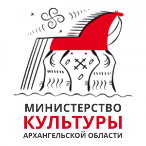 МИНИСТЕРСТВО
КУЛЬТУРЫ
АРХАНГЕЛЬСКОЙ ОБЛАСТИ